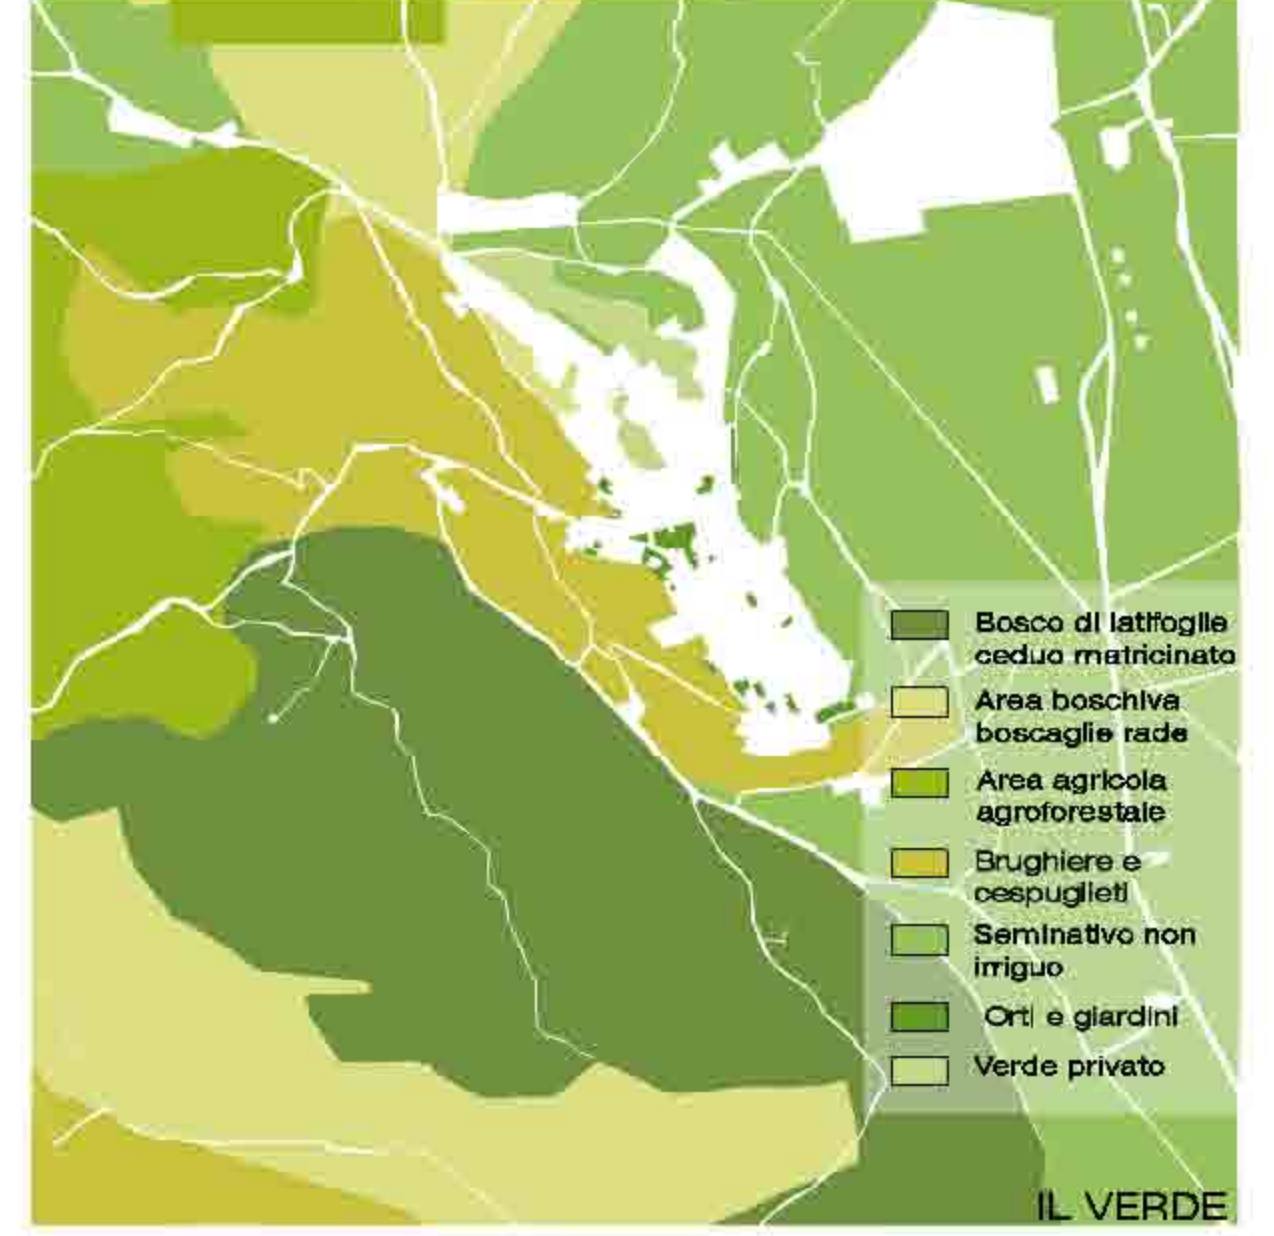 Bosco di latifoglie
ceduo matricinato
Area boschiva
boscaglie rade
Area agricola
agroforestale
Brughiere e
cespuglieti
Seminativo non
irriguo
Orti e giardini
Verde privato
IL VERDE